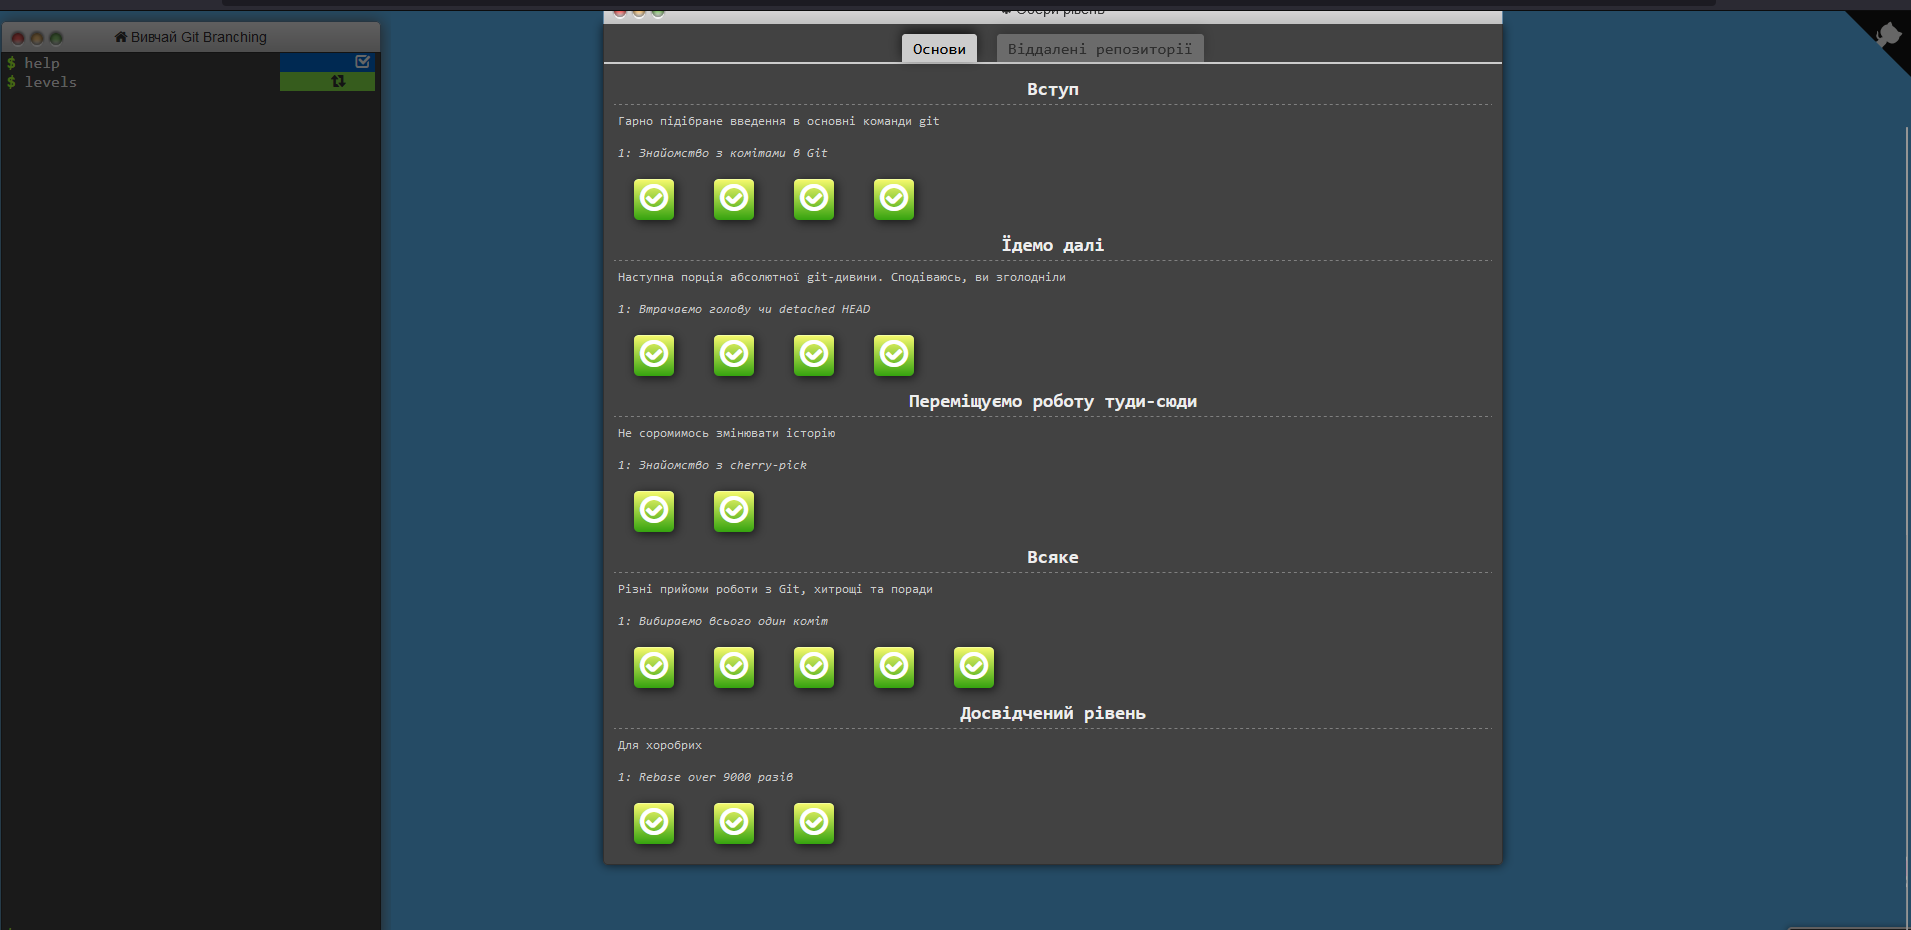 Обери рівень
Вивчай Git Branching
$ help
$ levels
Основи
Віддалені репозиторії
Вступ
Гарно підібране введення в основні команди git
1: Знайомство з комітами в Git
Їдемо далі
Наступна порція абсолютної git-дивини. Сподіваюсь, ви зголодніли
1: Втрачаємо голову чи detached HEAD
Переміщуємо роботу туди-сюди
Не соромимось змінювати історію
1: Знайомство з cherry-pick
Всяке
Різні прийоми роботи з Git, хитрощі та поради
1: Вибираємо всього один коміт
Досвідчений рівень
Для хоробрих
1: Rebase over 9000 разів